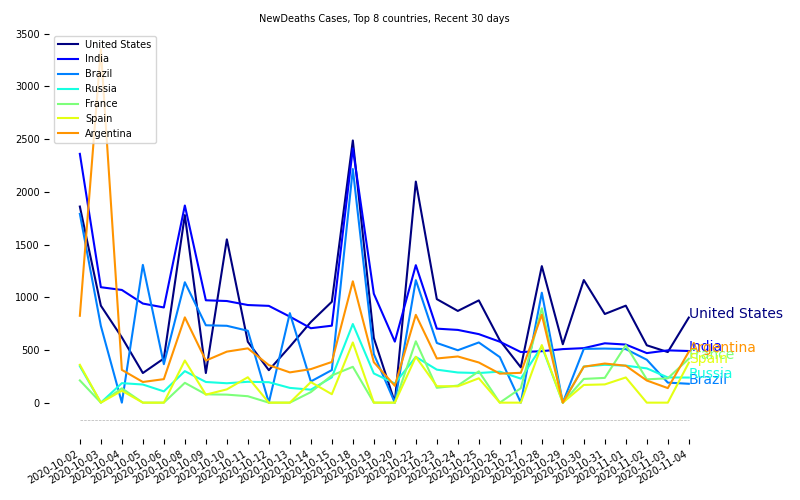 NewDeaths Cases, Top 8 countries, Recent 30 days
3500
3000
2500
2000
1500
1000
500
0
United States
India
Brazil
Russia
France
Spain
Argentina
United States
India
Argentina
France
Spain
Russia
Brazil
2020-10-02
2020-10-03
2020-10-04
2020-10-05
2020-10-06
2020-10-08
2020-10-09
2020-10-10
2020-10-11
2020-10-12
2020-10-13
2020-10-14
2020-10-15
2020-10-18
2020-10-19
2020-10-20
2020-10-22
2020-10-23
2020-10-24
2020-10-25
2020-10-26
2020-10-27
2020-10-28
2020-10-29
2020-10-30
2020-10-31
2020-11-01
2020-11-02
2020-11-03
2020-11-04